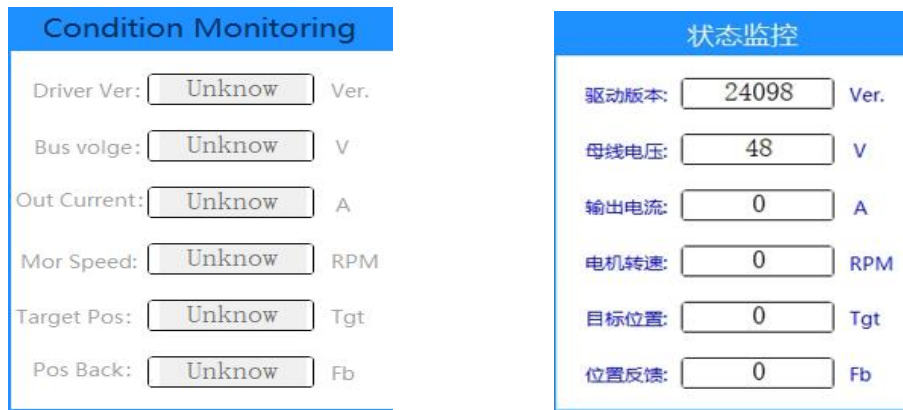 Condition Monitoring
Driver Ver: Unknow Ver.
Bus volge: Unknow V
Out Current: Unknow A
Mor Speed: Unknow RPM
Target Pos: Unknow Tgt
Pos Back: Unknow Fb
状态监控
驱动版本: 24098 Ver.
母线电压: 48 V
输出电流: 0 A
电机转速: 0 RPM
目标位置: 0 Tgt
位置反馈: 0 Fb